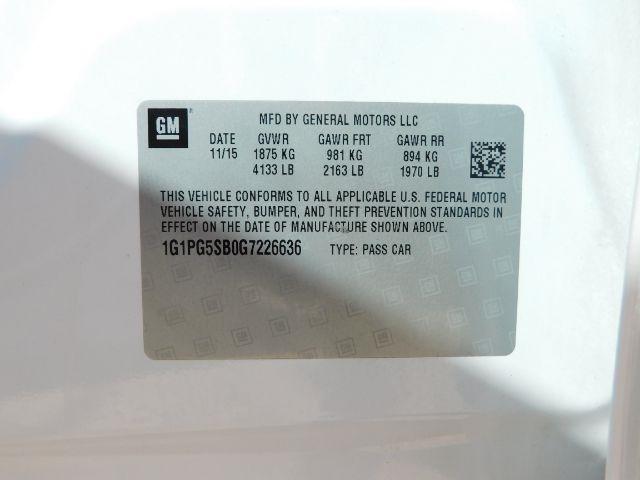 GM
MFD BY GENERAL MOTORS LLC
DATE GVWR GAWR FRT GAWR RR
11/15 1875 KG 981 KG 894 KG
4133 LB 2163 LB 1970 LB
THIS VEHICLE CONFORMS TO ALL APPLICABLE U.S. FEDERAL MOTOR
VEHICLE SAFETY, BUMPER, AND THEFT PREVENTION STANDARDS IN
EFFECT ON THE DATE OF MANUFACTURE SHOWN ABOVE.
1G1PG5SB0G7226636 TYPE: PASS CAR